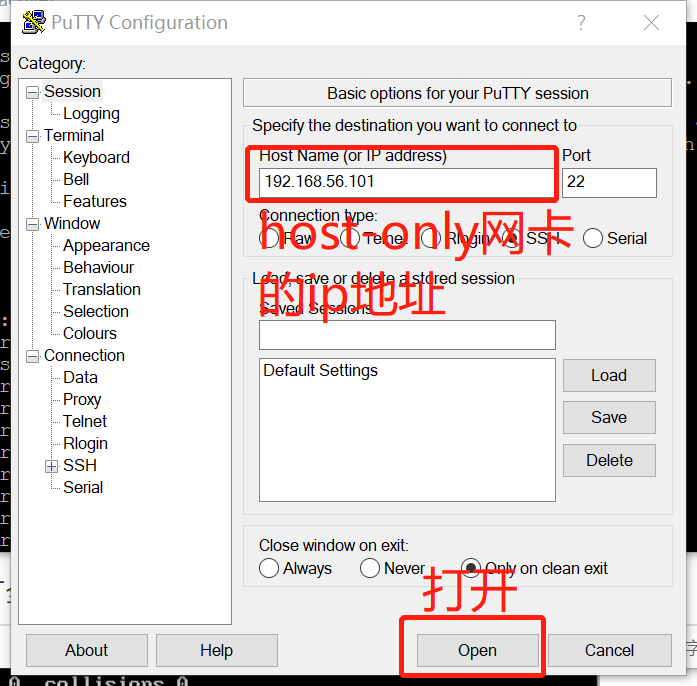 PuTTY Configuration
?
Category:
Session
Logging
Terminal
Keyboard
Bell
Features
Window
Appearance
Behaviour
Translation
Selection
Colours
Connection
Data
Proxy
Telnet
Rlogin
SSH
Serial
Basic options for your PuTTY session
Specify the destination you want to connect to
Host Name (or IP address)
Port
192.168.56.101
22
Connection type:
Raw
Telnet
Rlogin
SSH
Serial
host-only网卡
的ip地址
Load, save or delete a stored session
Saved Sessions
Default Settings
Load
Save
Delete
Close window on exit:
Always
Never
Only on clean exit
打开
About
Help
Open
Cancel
0 collisions 0